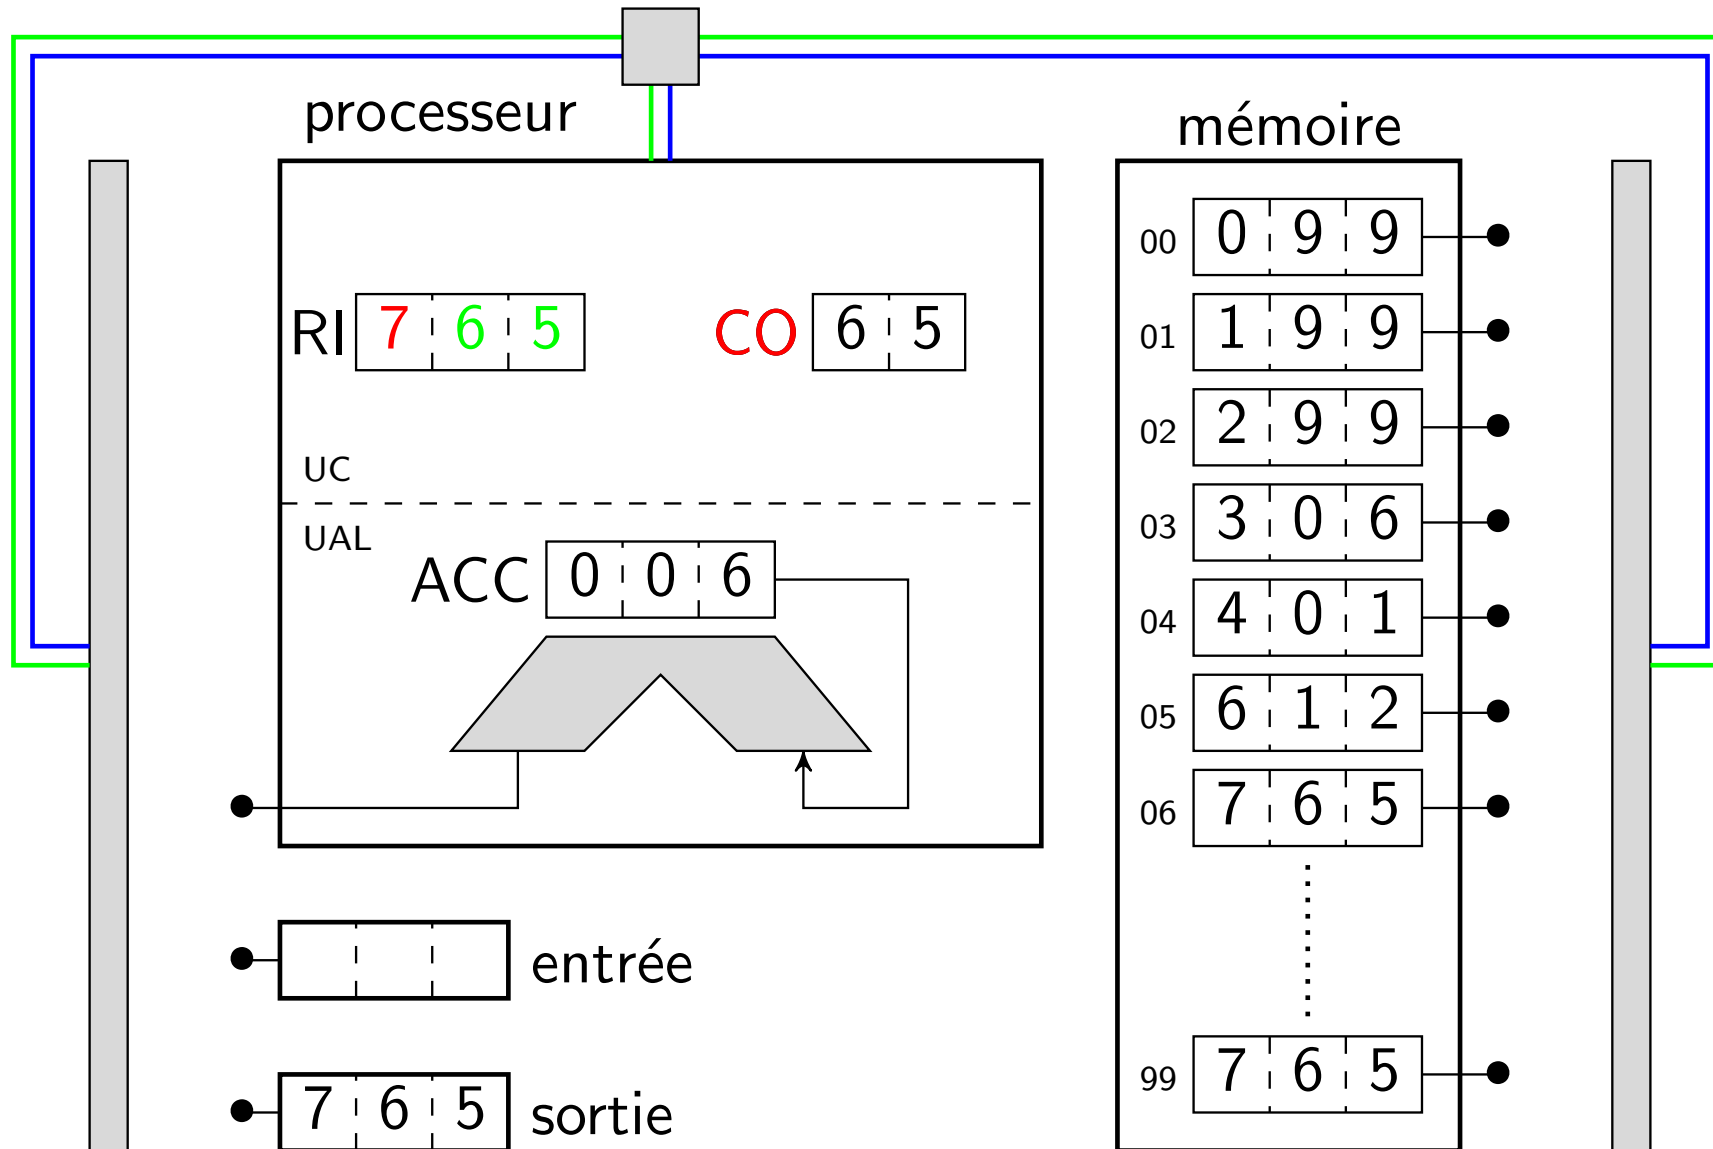 processeur
mémoire
RI 7 6 5
CO 6 5
UC
UAL
ACC 0 0 6
entrée
7 6 5 sortie
00 0 9 9
01 1 9 9
02 2 9 9
03 3 0 6
04 4 0 1
05 6 1 2
06 7 6 5
99 7 6 5